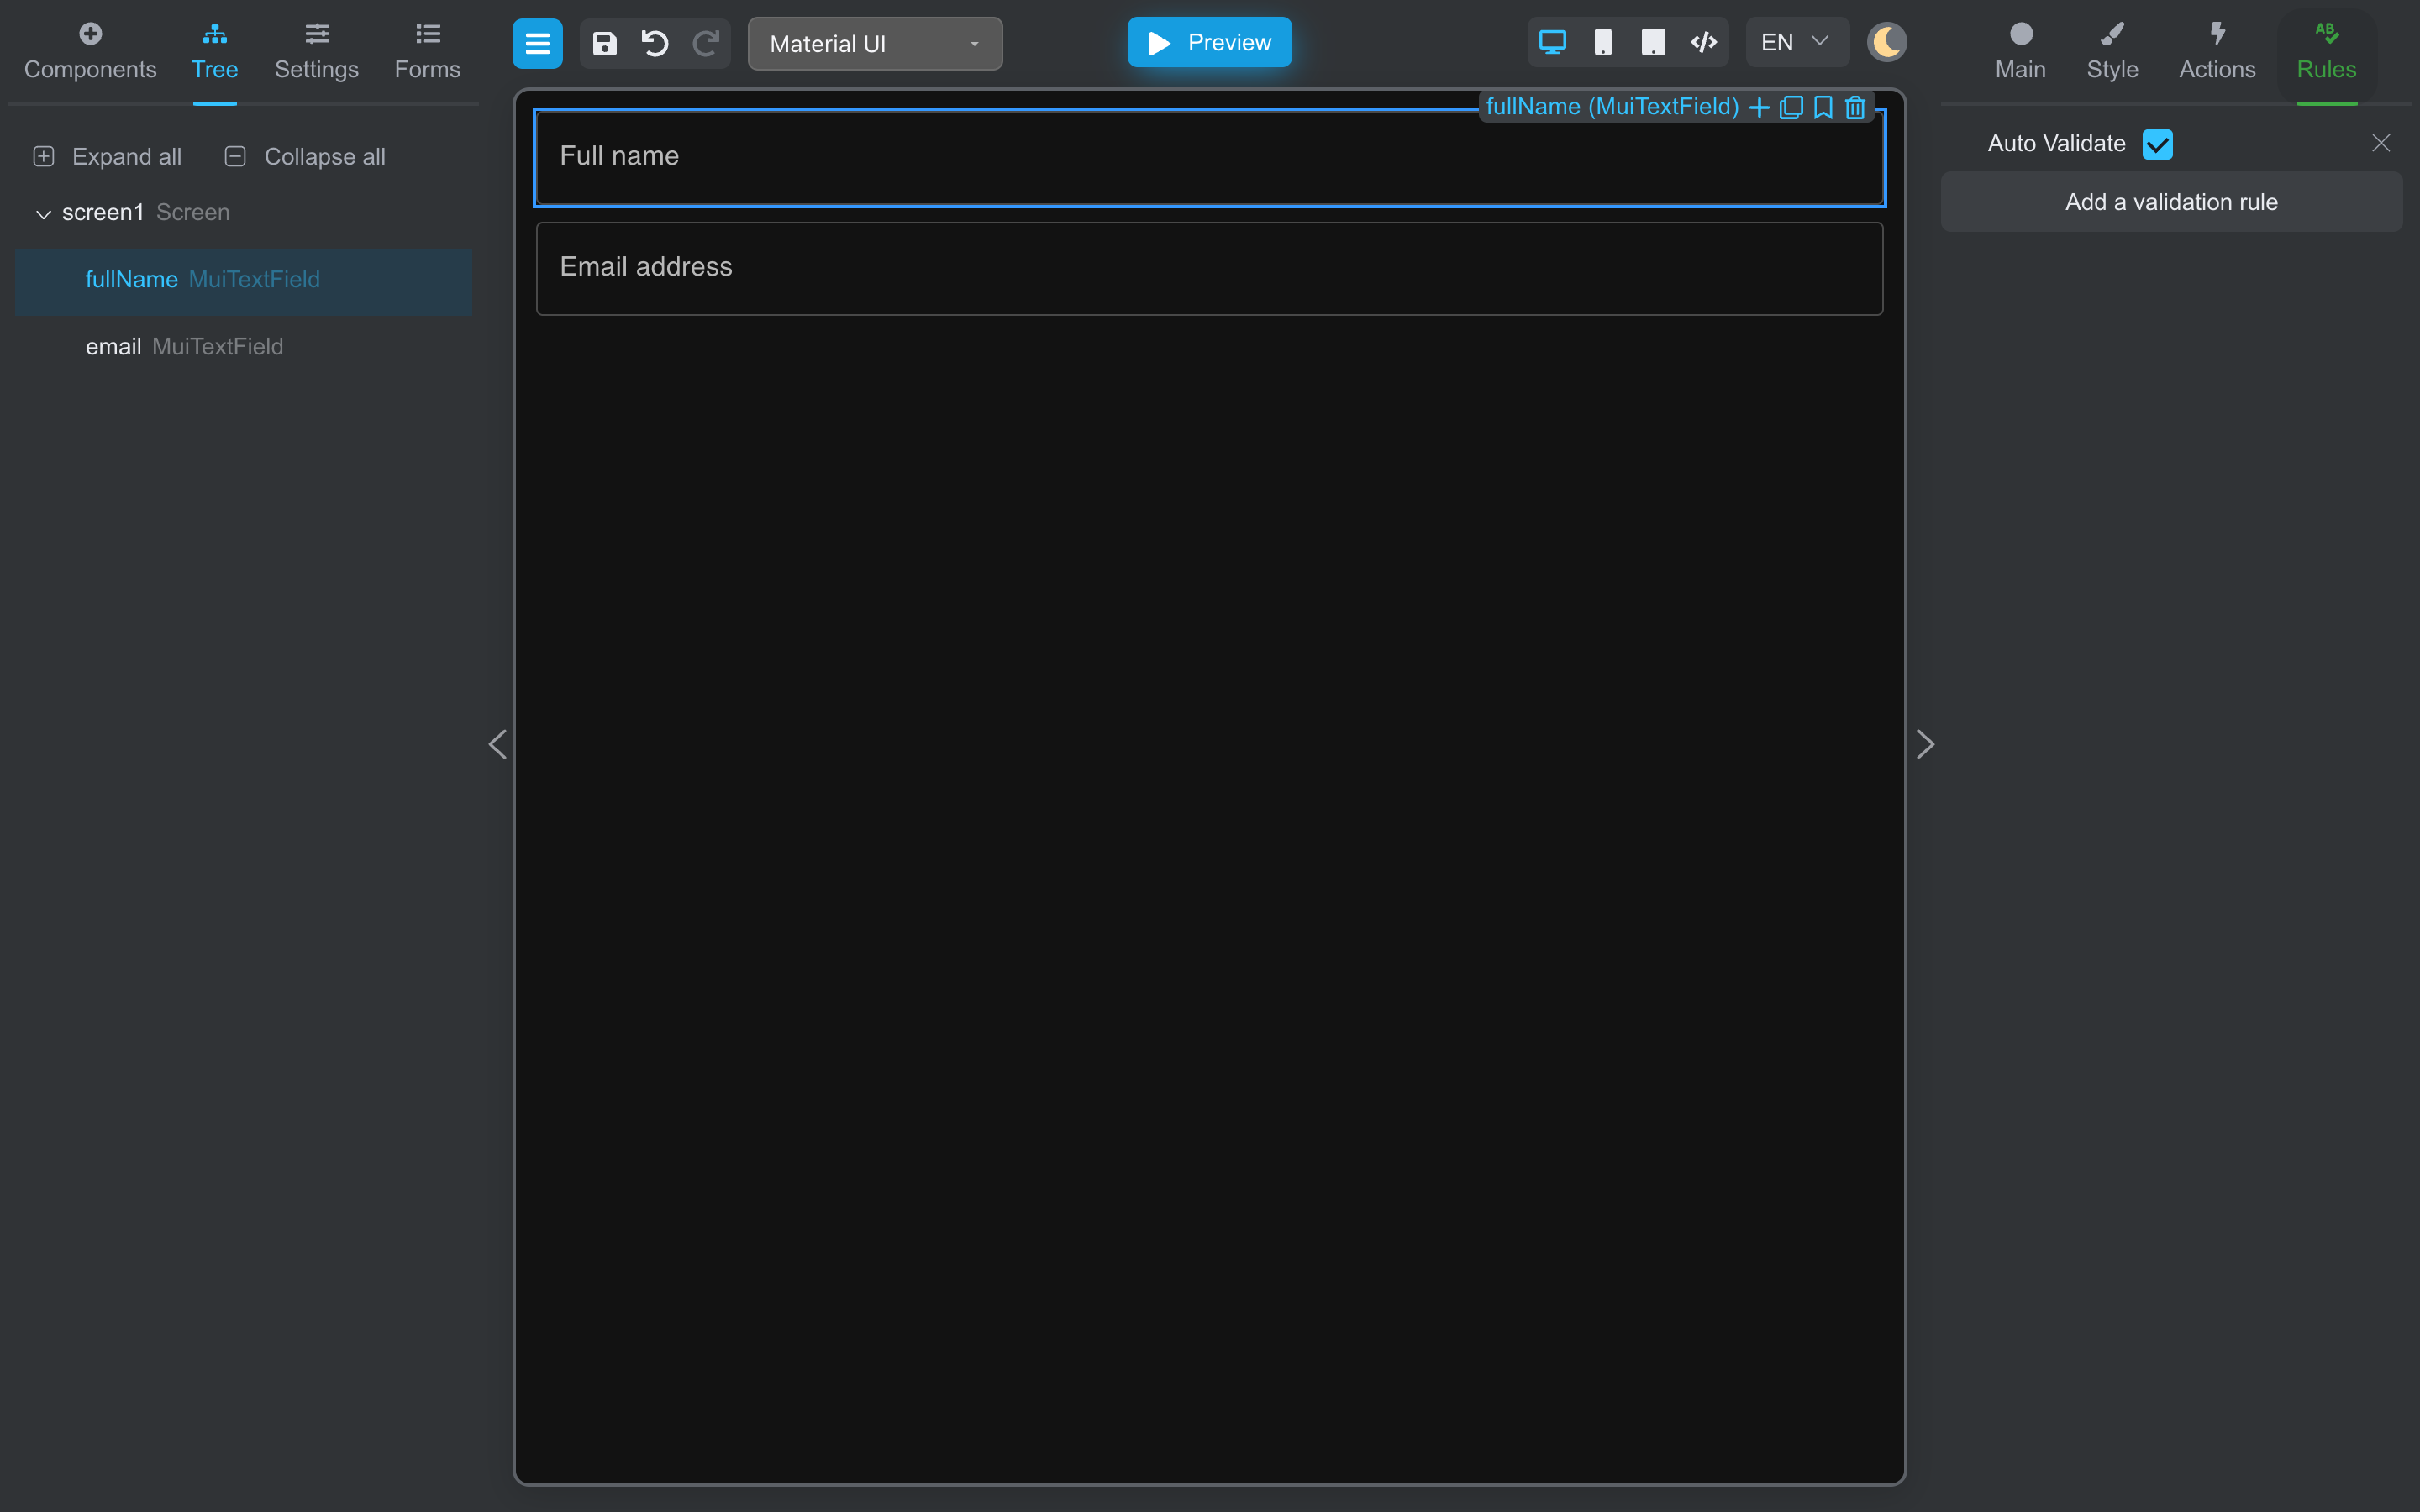 Components Tree Settings Forms
Material UI
Preview
EN
Main Style Actions AB Rules
Expand all Collapse all
screen1 Screen
fullName MuiTextField
email MuiTextField
fullName (MuiTextField)
Full name
Email address
Auto Validate
Add a validation rule